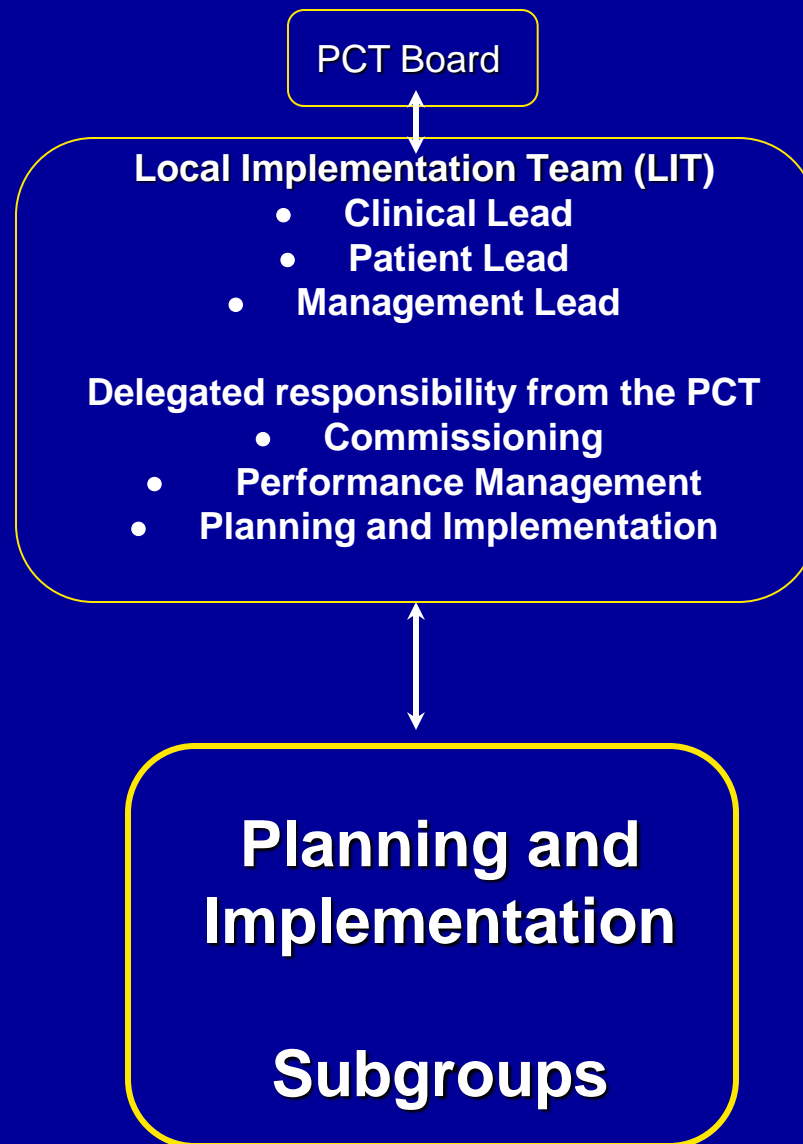 PCT Board
Local Implementation Team (LIT)
• Clinical Lead
• Patient Lead
• Management Lead
Delegated responsibility from the PCT
• Commissioning
• Performance Management
• Planning and Implementation
Planning and
Implementation
Subgroups